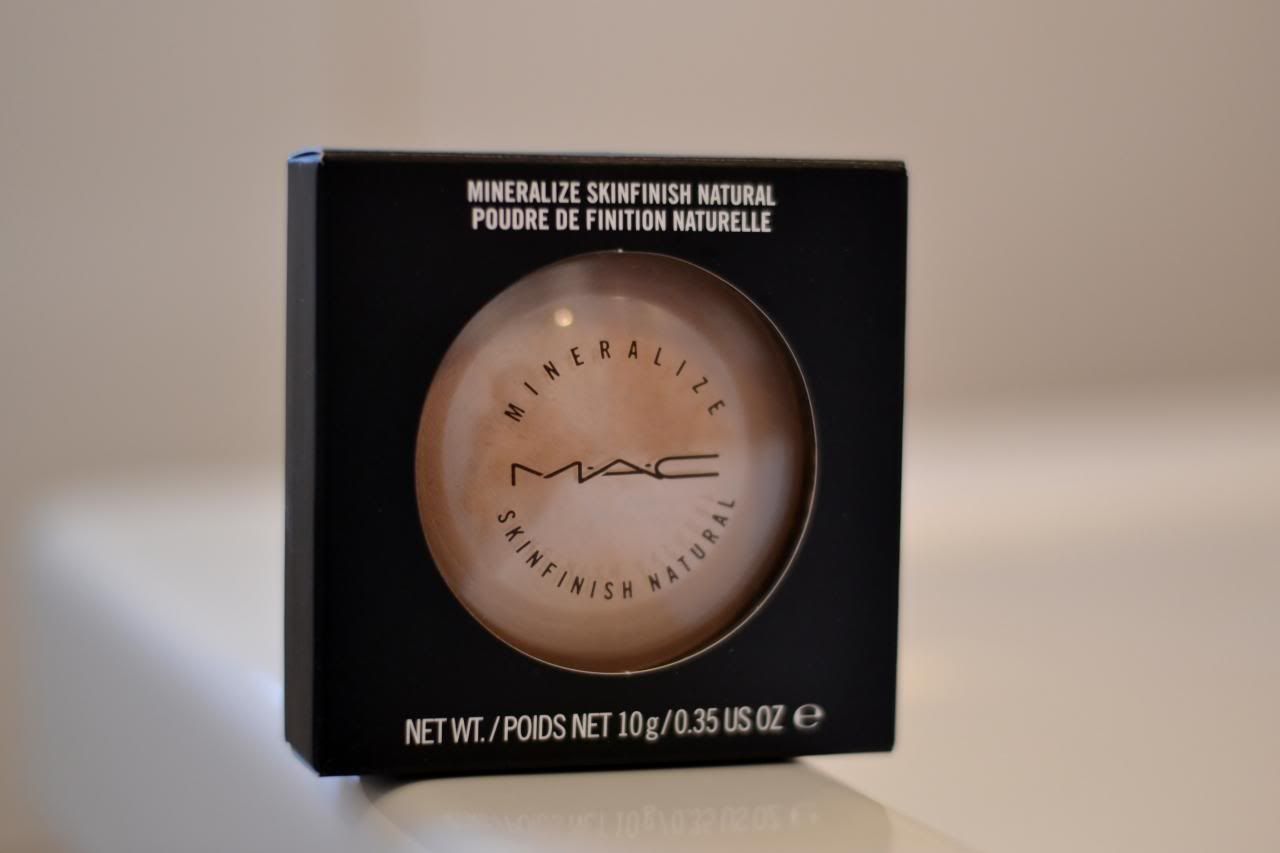 MINERALIZE SKINFINISH NATURAL
POUDRE DE FINITION NATURELLE
MINERALIZE
M·A·C
SKINFINISH NATURAL
NET WT. / POIDS NET 10 g / 0.35 US OZ ℮